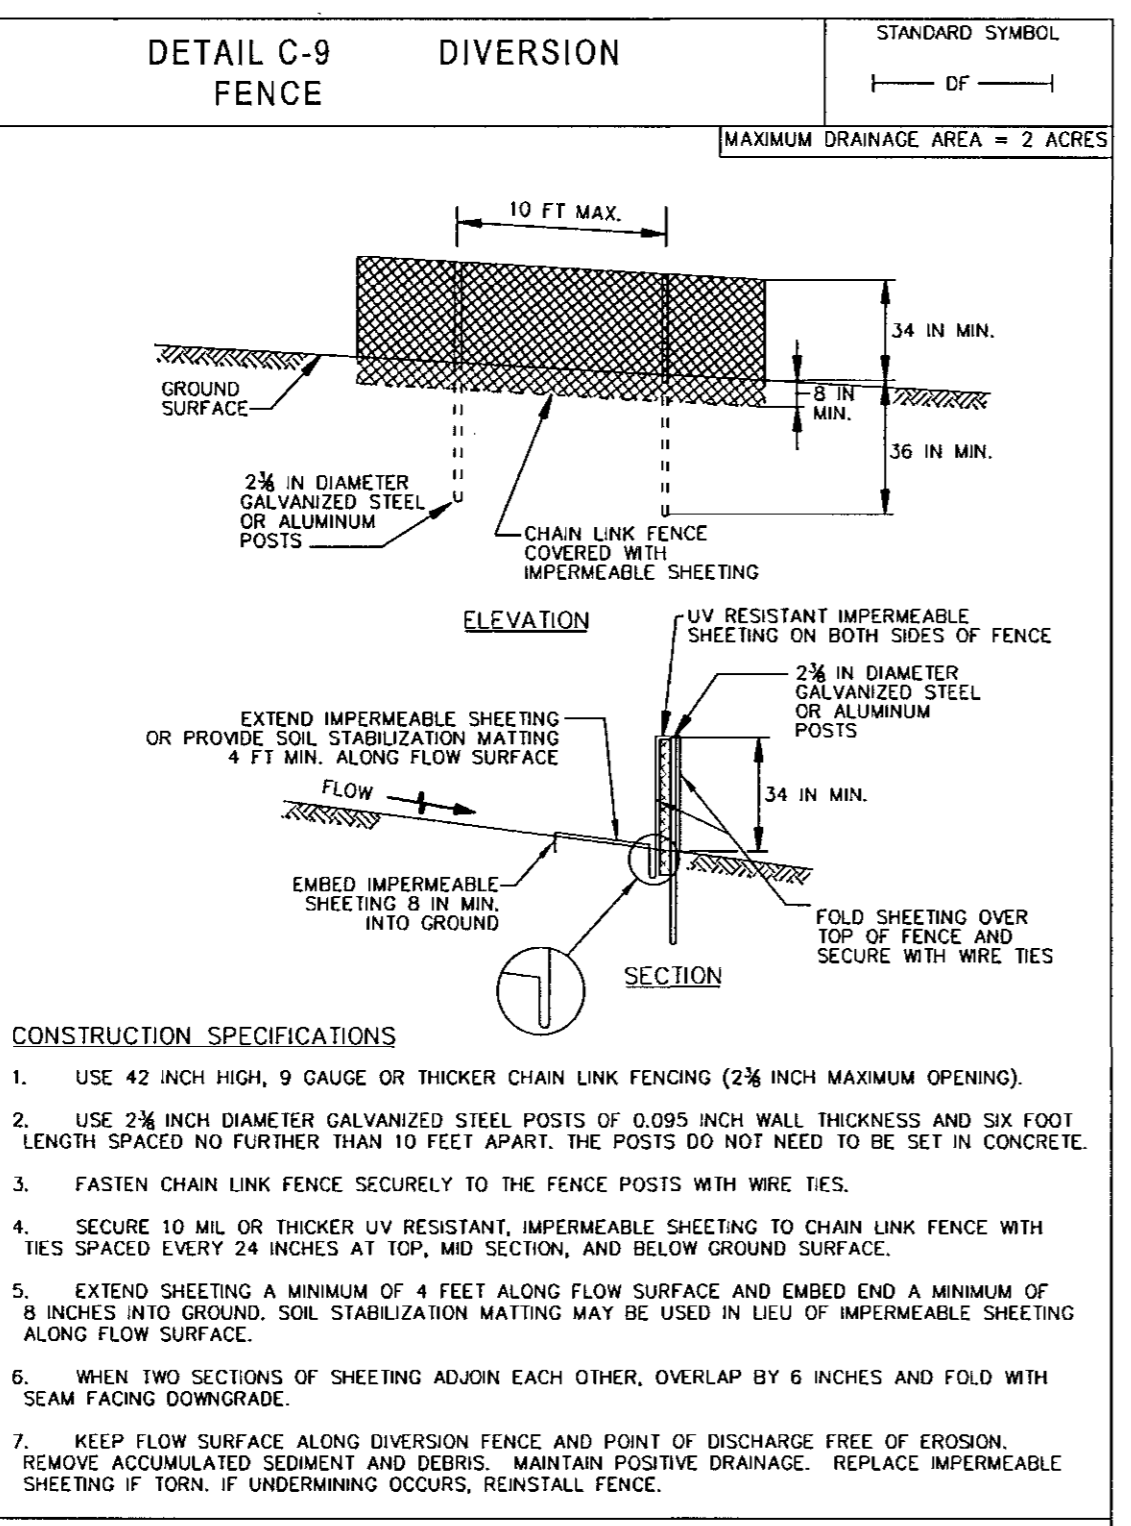 DETAIL C-9 DIVERSION
FENCE
STANDARD SYMBOL
DF
MAXIMUM DRAINAGE AREA = 2 ACRES
10 FT MAX.
34 IN MIN.
GROUND
SURFACE
8 IN
MIN.
36 IN MIN.
2⅜ IN DIAMETER
GALVANIZED STEEL
OR ALUMINUM
POSTS
CHAIN LINK FENCE
COVERED WITH
IMPERMEABLE SHEETING
ELEVATION
UV RESISTANT IMPERMEABLE
SHEETING ON BOTH SIDES OF FENCE
2⅜ IN DIAMETER
GALVANIZED STEEL
OR ALUMINUM
POSTS
EXTEND IMPERMEABLE SHEETING
OR PROVIDE SOIL STABILIZATION MATTING
4 FT MIN. ALONG FLOW SURFACE
FLOW
34 IN MIN.
EMBED IMPERMEABLE
SHEETING 8 IN MIN.
INTO GROUND
FOLD SHEETING OVER
TOP OF FENCE AND
SECURE WITH WIRE TIES
SECTION
CONSTRUCTION SPECIFICATIONS
1. USE 42 INCH HIGH, 9 GAUGE OR THICKER CHAIN LINK FENCING (2⅜ INCH MAXIMUM OPENING).
2. USE 2⅜ INCH DIAMETER GALVANIZED STEEL POSTS OF 0.095 INCH WALL THICKNESS AND SIX FOOT
LENGTH SPACED NO FURTHER THAN 10 FEET APART. THE POSTS DO NOT NEED TO BE SET IN CONCRETE.
3. FASTEN CHAIN LINK FENCE SECURELY TO THE FENCE POSTS WITH WIRE TIES.
4. SECURE 10 MIL OR THICKER UV RESISTANT, IMPERMEABLE SHEETING TO CHAIN LINK FENCE WITH
TIES SPACED EVERY 24 INCHES AT TOP, MID SECTION, AND BELOW GROUND SURFACE.
5. EXTEND SHEETING A MINIMUM OF 4 FEET ALONG FLOW SURFACE AND EMBED END A MINIMUM OF
8 INCHES INTO GROUND. SOIL STABILIZATION MATTING MAY BE USED IN LIEU OF IMPERMEABLE SHEETING
ALONG FLOW SURFACE.
6. WHEN TWO SECTIONS OF SHEETING ADJOIN EACH OTHER, OVERLAP BY 6 INCHES AND FOLD WITH
SEAM FACING DOWNGRADE.
7. KEEP FLOW SURFACE ALONG DIVERSION FENCE AND POINT OF DISCHARGE FREE OF EROSION.
REMOVE ACCUMULATED SEDIMENT AND DEBRIS. MAINTAIN POSITIVE DRAINAGE. REPLACE IMPERMEABLE
SHEETING IF TORN. IF UNDERMINING OCCURS, REINSTALL FENCE.